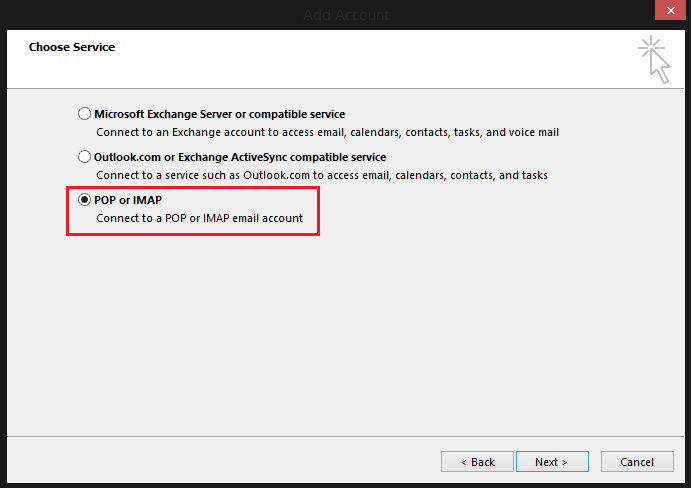 Add Account
Choose Service
Microsoft Exchange Server or compatible service
Connect to an Exchange account to access email, calendars, contacts, tasks, and voice mail
Outlook.com or Exchange ActiveSync compatible service
Connect to a service such as Outlook.com to access email, calendars, contacts, and tasks
POP or IMAP
Connect to a POP or IMAP email account
< Back Next > Cancel